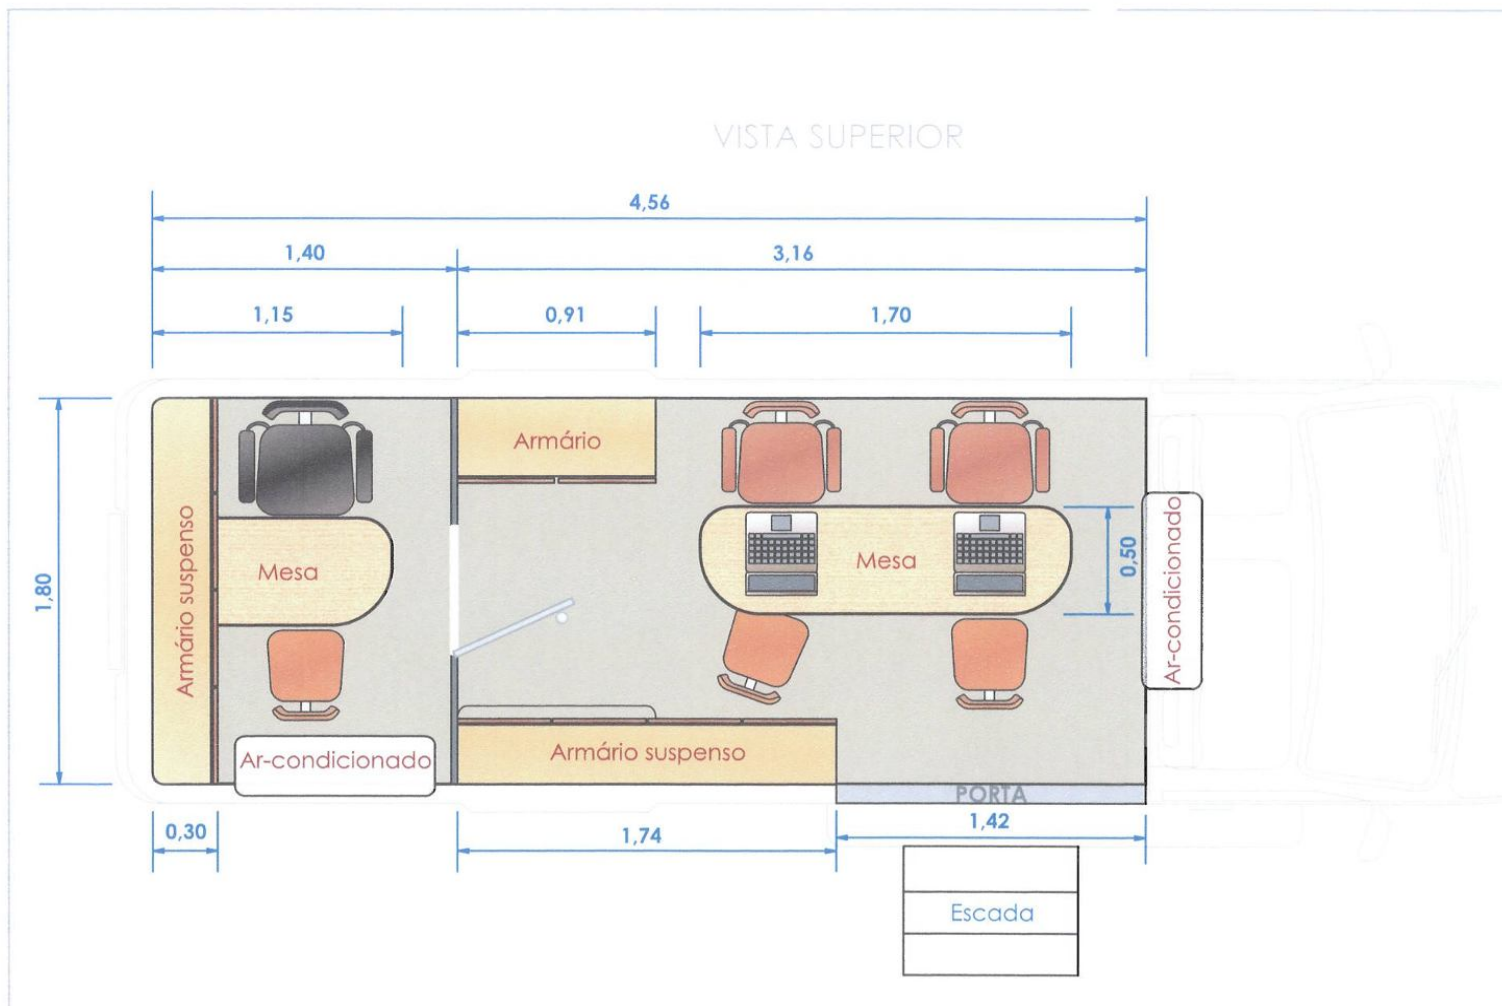 VISTA SUPERIOR
4,56
1,40
3,16
1,15
0,91
1,70
1,80
Armário suspenso
Mesa
Ar-condicionado
Armário
Mesa
0,50
Ar-condicionado
Armário suspenso
PORTA
0,30
1,74
1,42
Escada